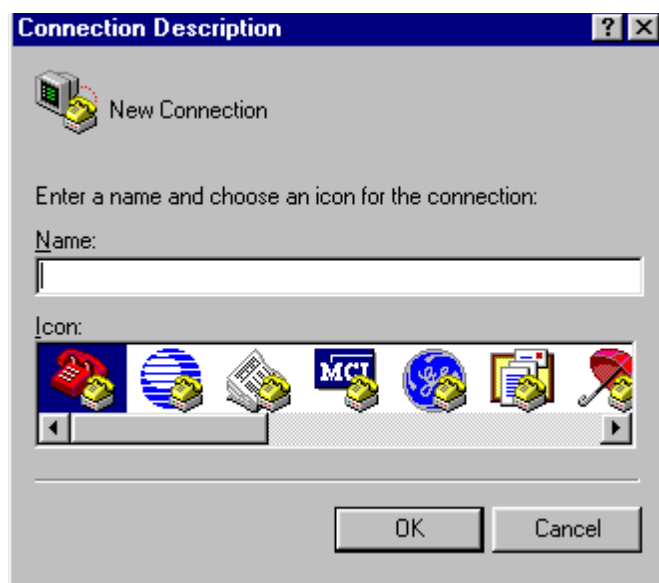 Connection Description
New Connection
Enter a name and choose an icon for the connection:
Name:
Icon:
MCI
OK Cancel